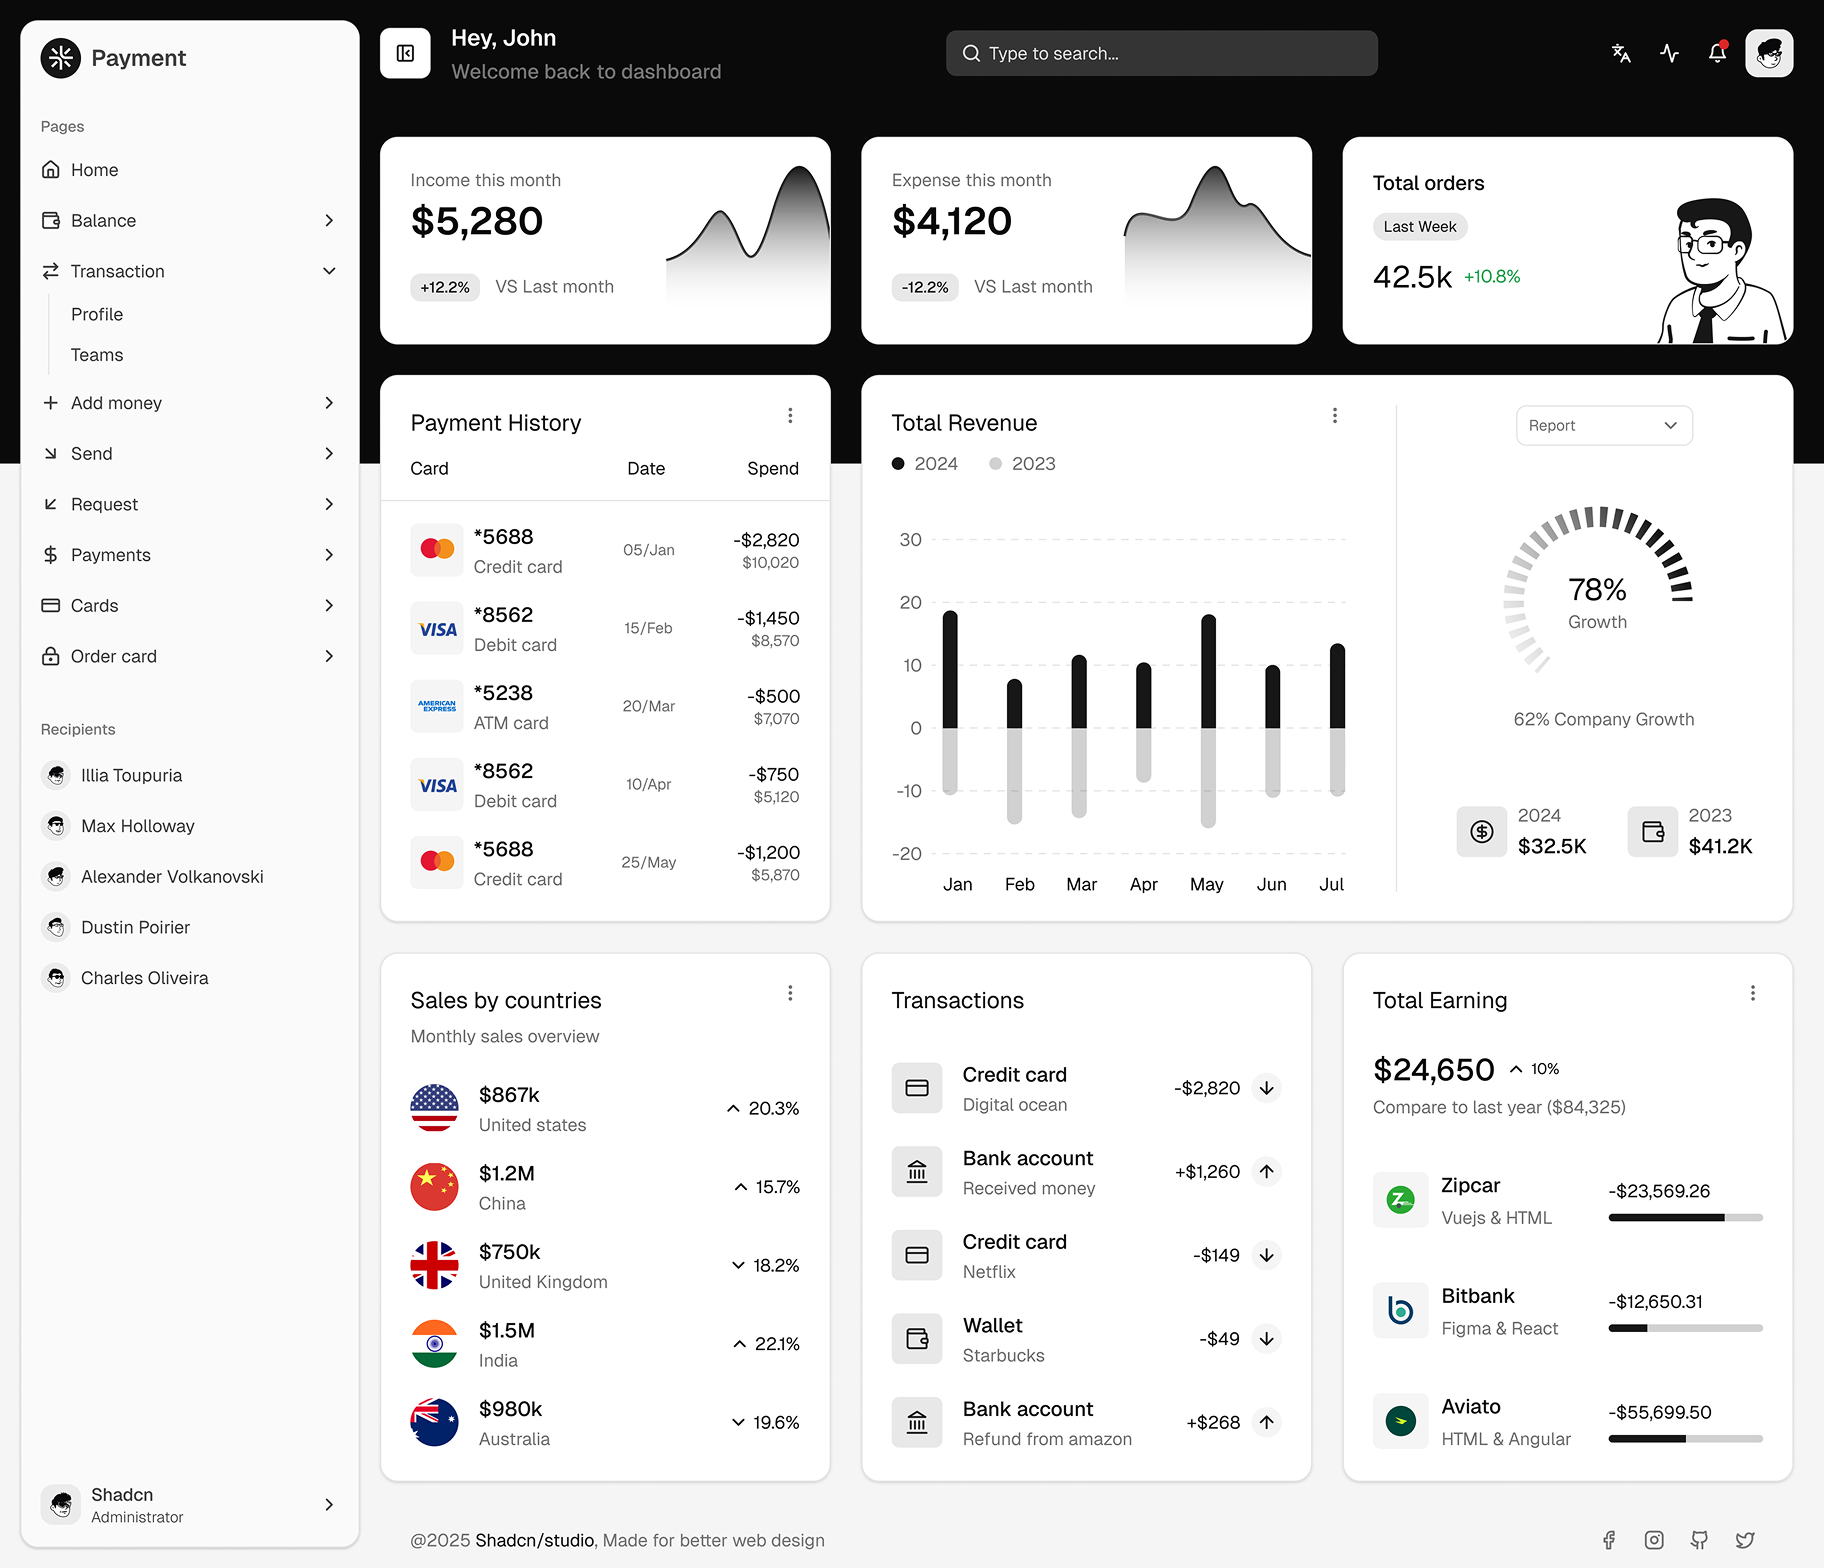 Payment
Pages
Home
Balance
Transaction
Profile
Teams
Add money
Send
Request
Payments
Cards
Order card
Recipients
Illia Toupuria
Max Holloway
Alexander Volkanovski
Dustin Poirier
Charles Oliveira
Shadcn
Administrator
Hey, John
Welcome back to dashboard
Type to search...
Income this month
$5,280
+12.2% VS Last month
Expense this month
$4,120
-12.2% VS Last month
Total orders
Last Week
42.5k +10.8%
Payment History
Card Date Spend
*5688 05/Jan -$2,820
Credit card $10,020
*8562 15/Feb -$1,450
VISA Debit card $8,570
*5238 20/Mar -$500
AMERICAN EXPRESS ATM card $7,070
*8562 10/Apr -$750
VISA Debit card $5,120
*5688 25/May -$1,200
Credit card $5,870
Total Revenue
2024 2023
30
20
10
0
-10
-20
Jan Feb Mar Apr May Jun Jul
Report
78%
Growth
62% Company Growth
2024
$32.5K
2023
$41.2K
Sales by countries
Monthly sales overview
$867k 20.3%
United states
$1.2M 15.7%
China
$750k 18.2%
United Kingdom
$1.5M 22.1%
India
$980k 19.6%
Australia
Transactions
Credit card -$2,820
Digital ocean
Bank account +$1,260
Received money
Credit card -$149
Netflix
Wallet -$49
Starbucks
Bank account +$268
Refund from amazon
Total Earning
$24,650 10%
Compare to last year ($84,325)
Zipcar -$23,569.26
Vuejs & HTML
Bitbank -$12,650.31
Figma & React
Aviato -$55,699.50
HTML & Angular
@2025 Shadcn/studio, Made for better web design